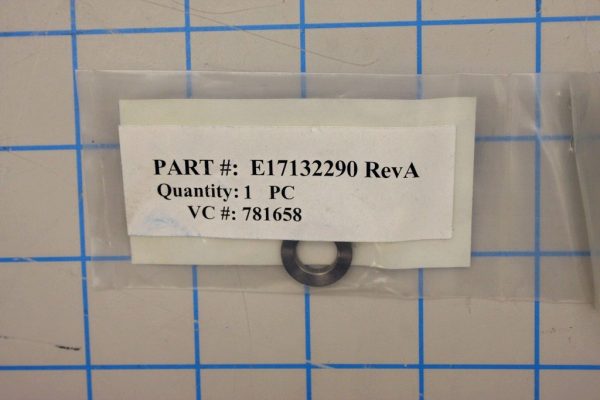 PART #: E17132290 RevA
Quantity: 1 PC
VC #: 781658